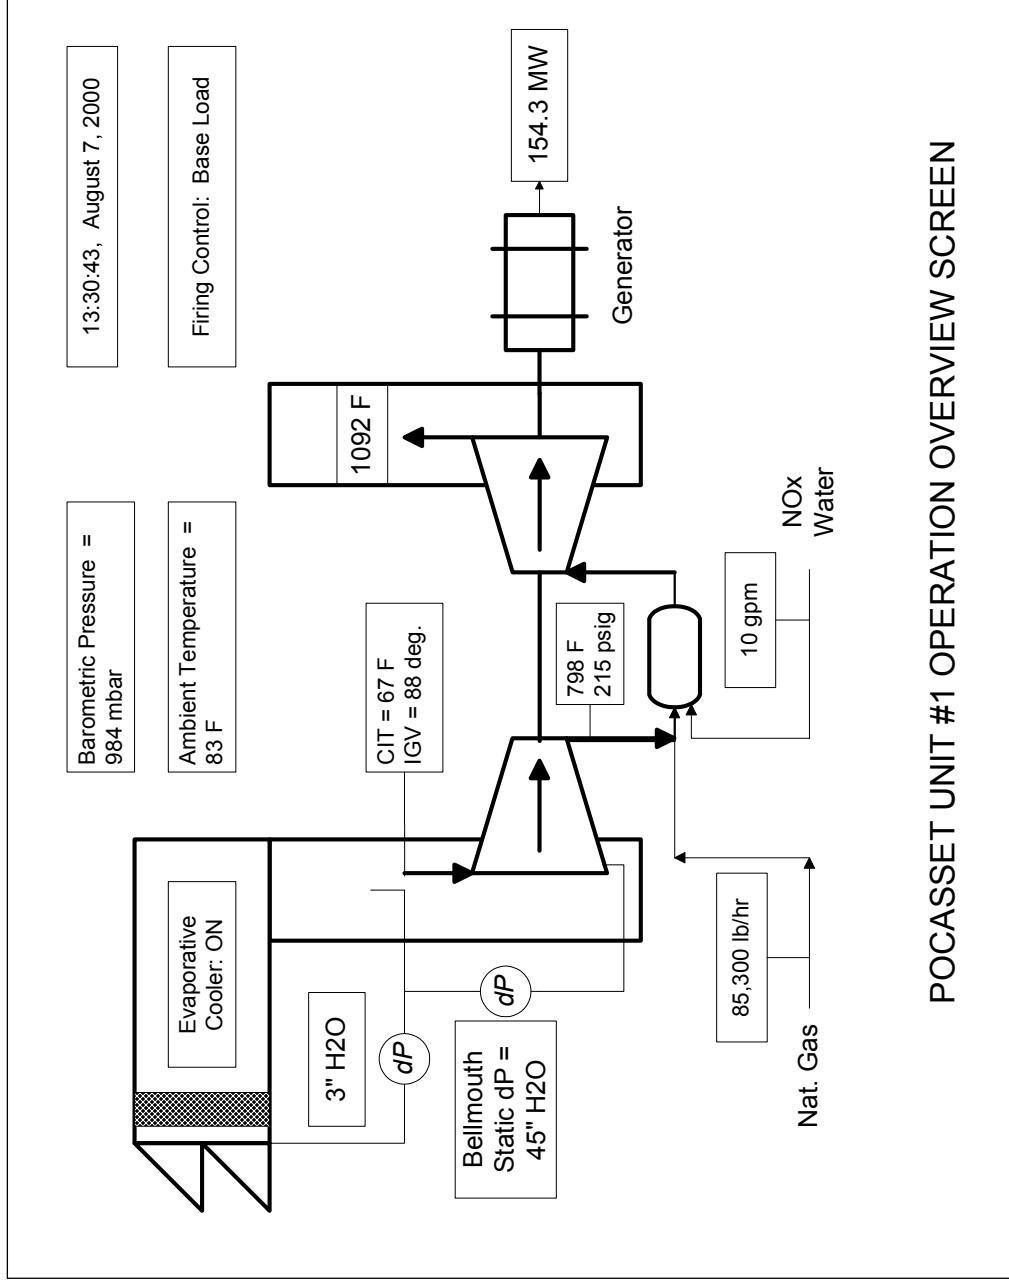 13:30:43,  August 7, 2000
Firing Control:  Base Load
Barometric Pressure  =
984 mbar
Ambient Temperature  =
83 F
Evaporative
Cooler: ON
3" H2O
dP
dP
Bellmouth
Static dP =
45" H2O
CIT = 67 F
IGV = 88 deg.
798 F
215 psig
1092 F
154.3 MW
Generator
85,300 lb/hr
Nat. Gas
10 gpm
NOx
Water
POCASSET UNIT #1 OPERATION OVERVIEW SCREEN